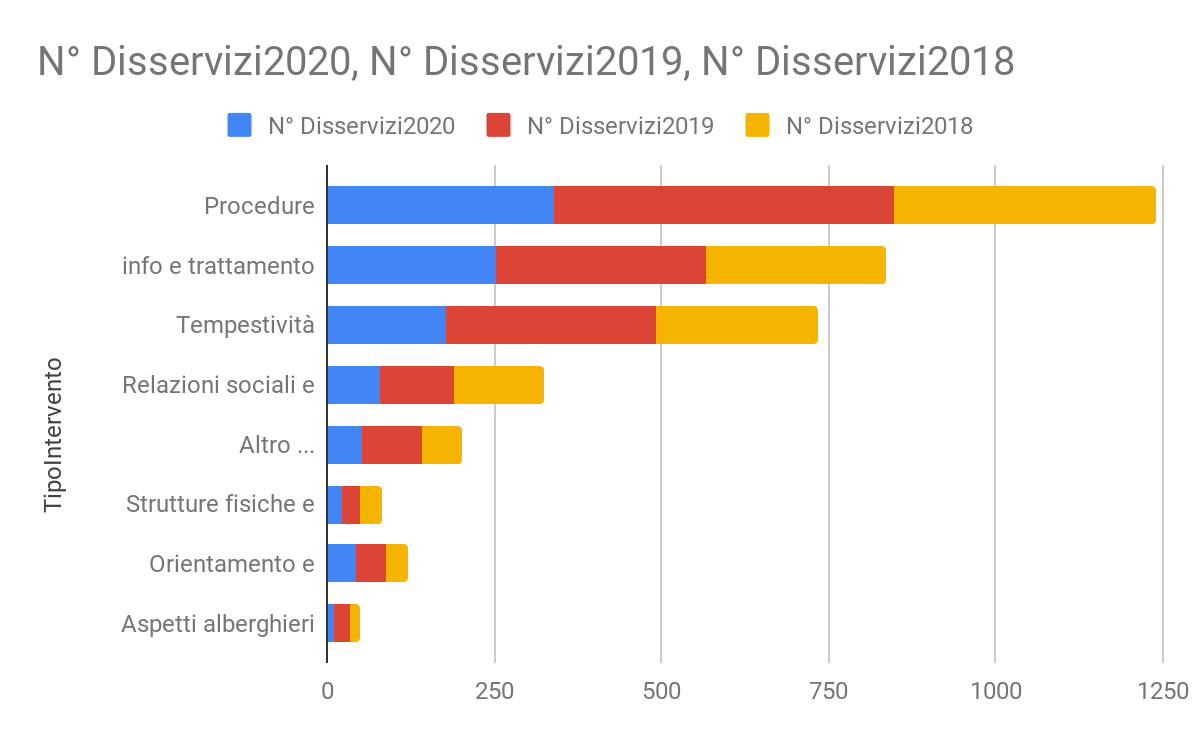 N° Disservizi2020, N° Disservizi2019, N° Disservizi2018
N° Disservizi2020 N° Disservizi2019 N° Disservizi2018
TipoIntervento
Procedure
info e trattamento
Tempestività
Relazioni sociali e
Altro ...
Strutture fisiche e
Orientamento e
Aspetti alberghieri
0 250 500 750 1000 1250